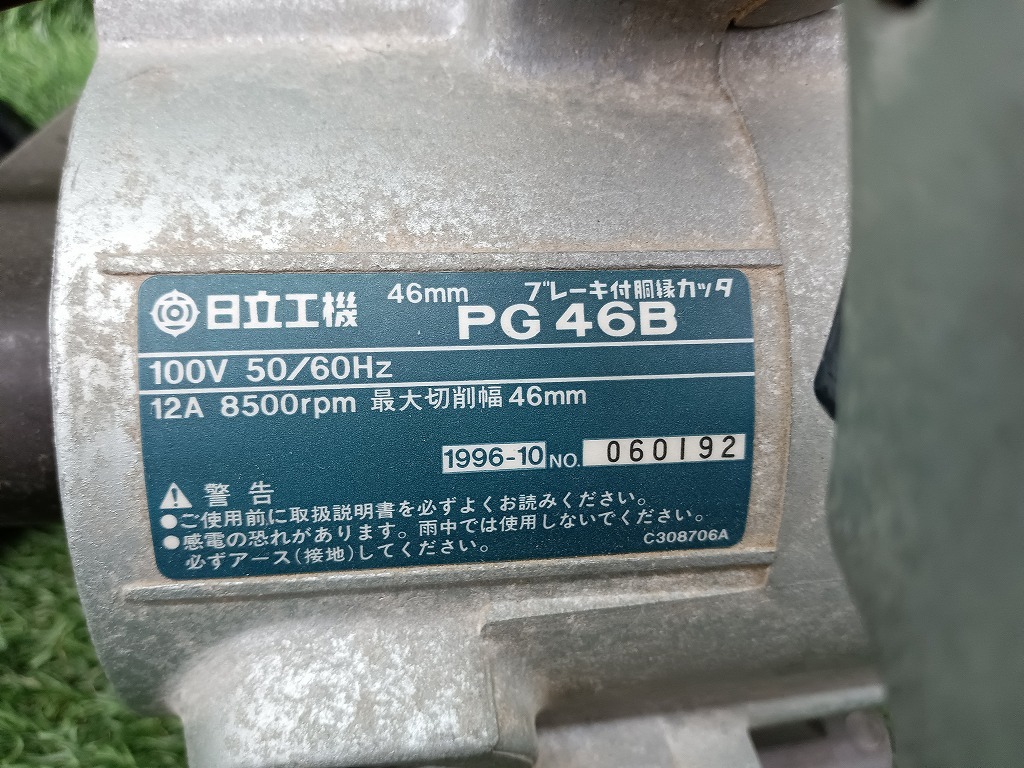 日立工機 46mm ブレーキ付胴縁カッタ
PG 46B
100V 50/60Hz
12A 8500rpm 最大切削幅 46mm
1996-10 NO. 060192
警告
●ご使用前に取扱説明書を必ずよくお読みください。
●感電の恐れがあります。雨中では使用しないでください。
必ずアース(接地)してください。
C308706A